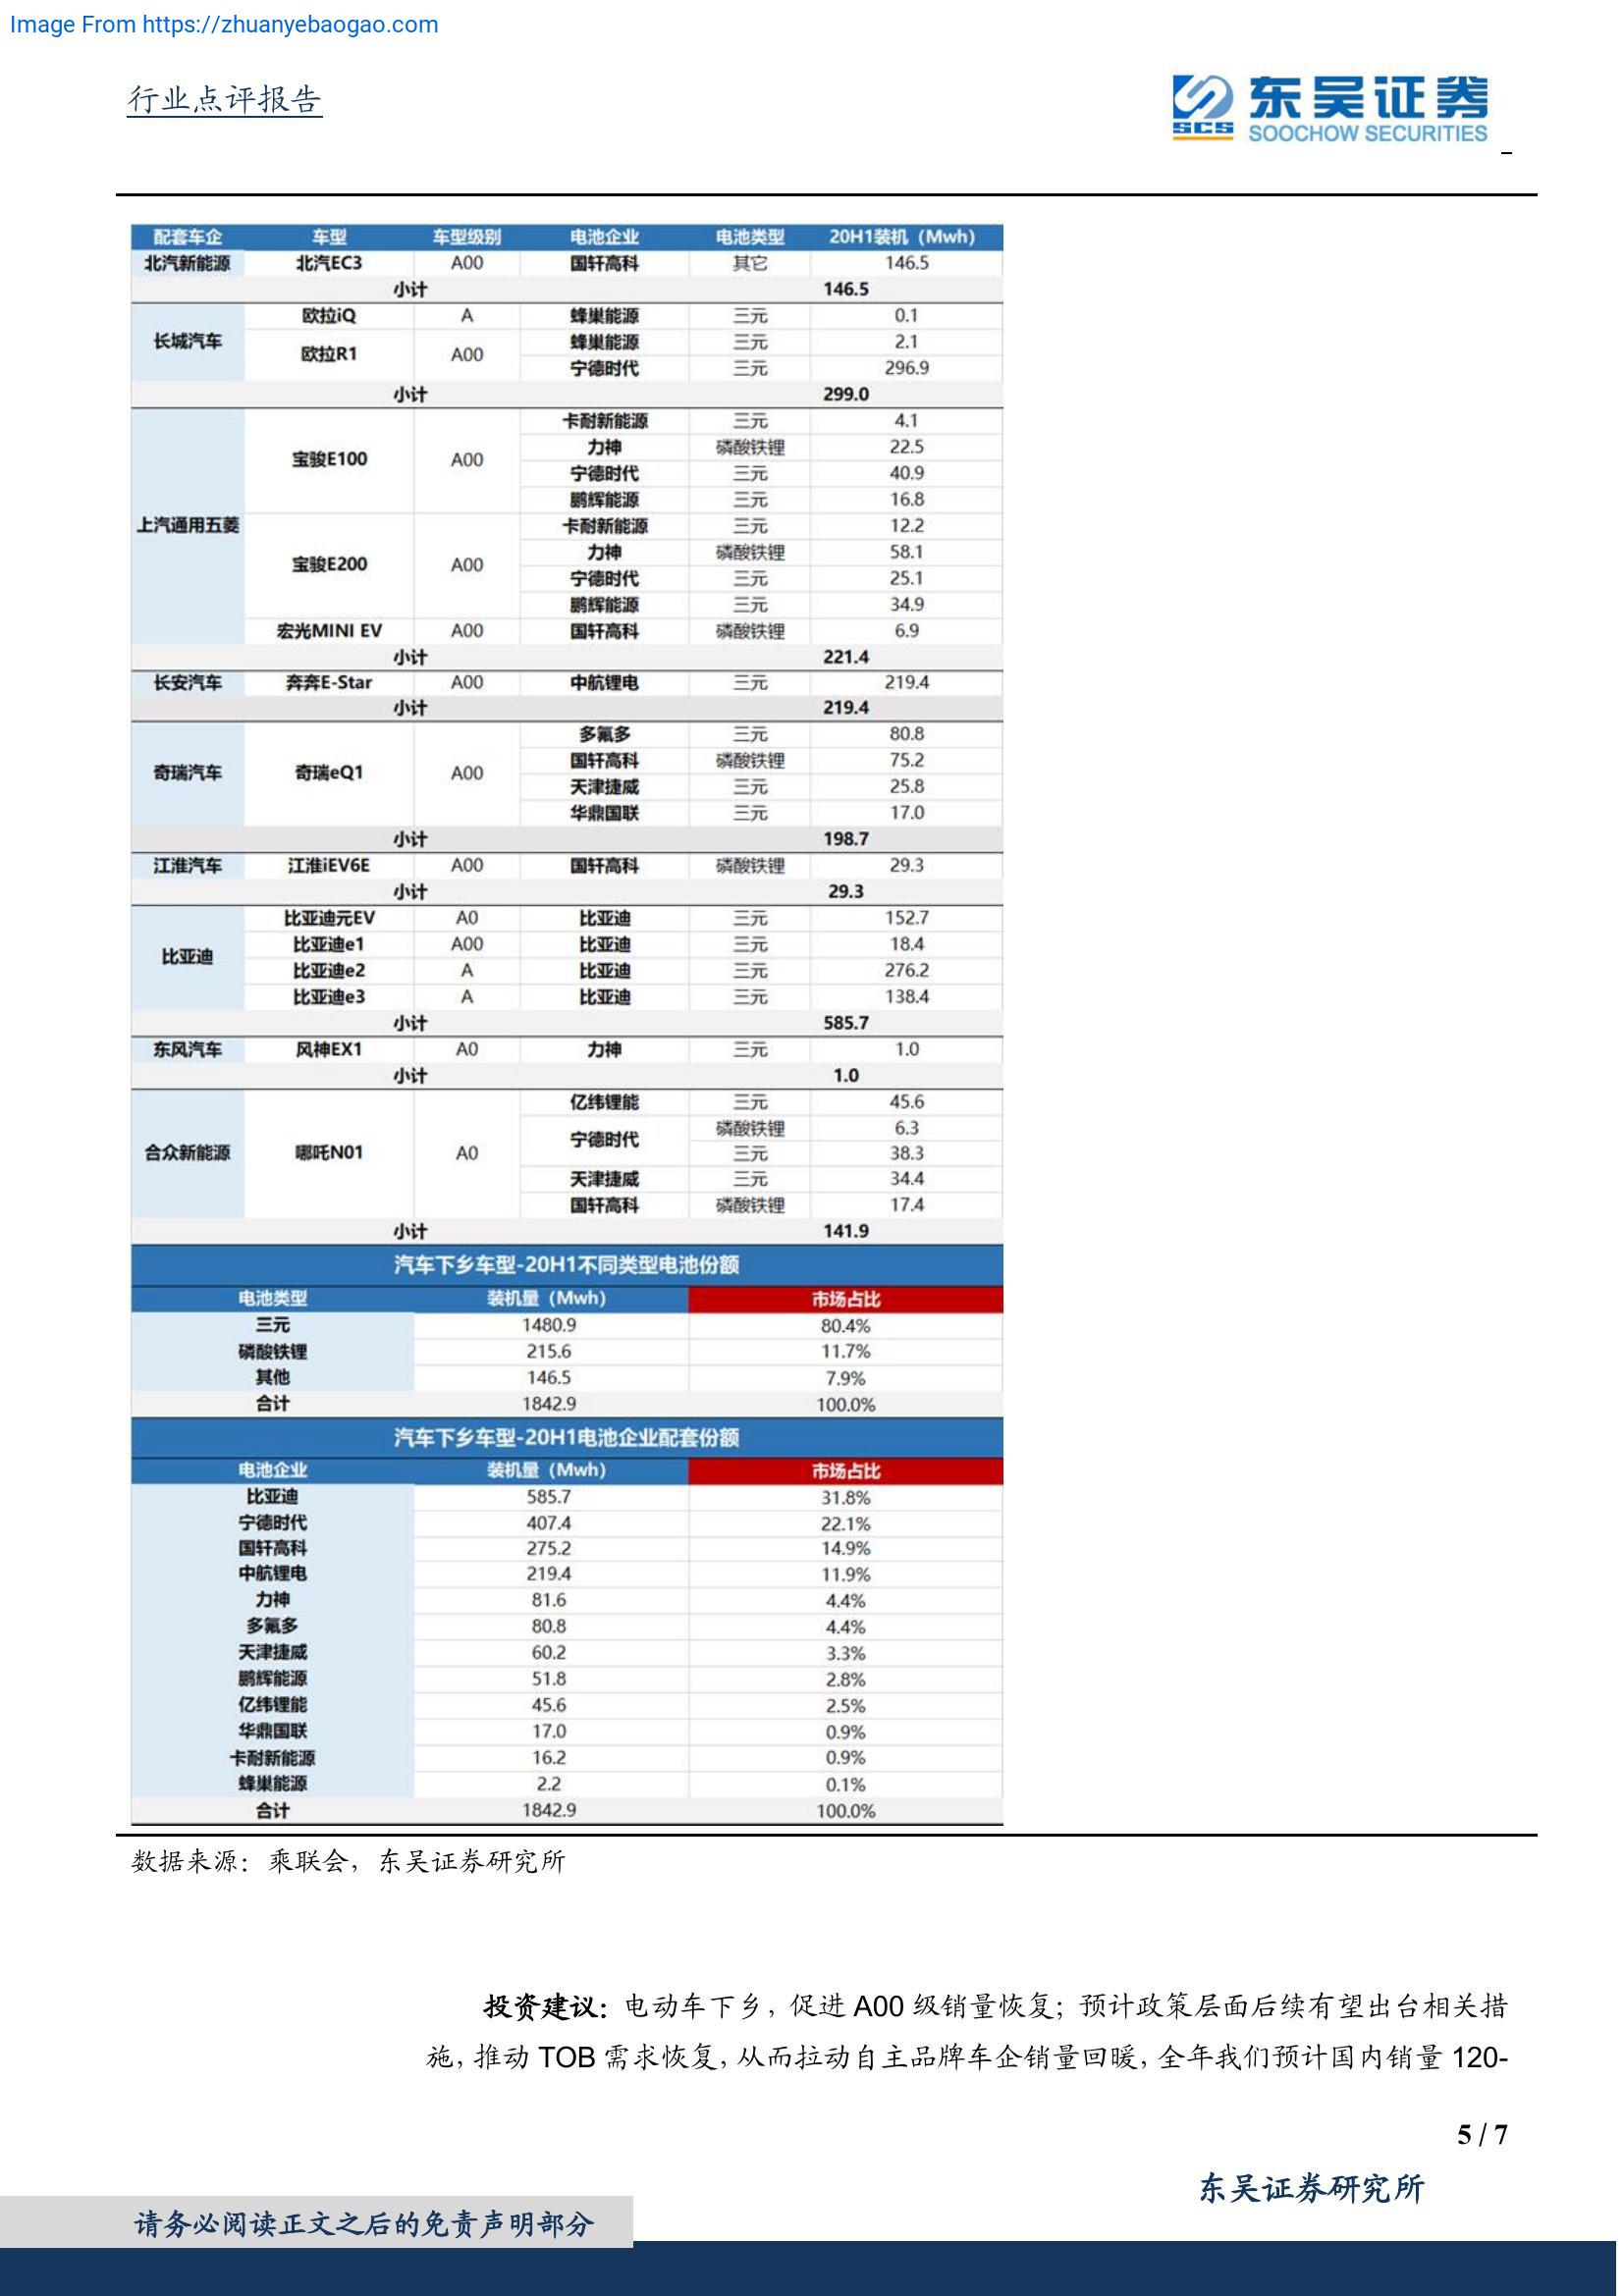 Image From https://zhuanyebaogao.com
行业点评报告
SCS
东吴证券
SOOCHOW SECURITIES
配套车企 车型 车型级别 电池企业 电池类型 20H1装机（Mwh）
北汽新能源 北汽EC3 A00 国轩高科 其它 146.5
小计 146.5
长城汽车 欧拉iQ A 蜂巢能源 三元 0.1
欧拉R1 A00 蜂巢能源 三元 2.1
宁德时代 三元 296.9
小计 299.0
上汽通用五菱 宝骏E100 A00 卡耐新能源 三元 4.1
力神 磷酸铁锂 22.5
宁德时代 三元 40.9
鹏辉能源 三元 16.8
宝骏E200 A00 卡耐新能源 三元 12.2
力神 磷酸铁锂 58.1
宁德时代 三元 25.1
鹏辉能源 三元 34.9
宏光MINI EV A00 国轩高科 磷酸铁锂 6.9
小计 221.4
长安汽车 奔奔E-Star A00 中航锂电 三元 219.4
小计 219.4
奇瑞汽车 奇瑞eQ1 A00 多氟多 三元 80.8
国轩高科 磷酸铁锂 75.2
天津捷威 三元 25.8
华鼎国联 三元 17.0
小计 198.7
江淮汽车 江淮iEV6E A00 国轩高科 磷酸铁锂 29.3
小计 29.3
比亚迪 比亚迪元EV A0 比亚迪 三元 152.7
比亚迪e1 A00 比亚迪 三元 18.4
比亚迪e2 A 比亚迪 三元 276.2
比亚迪e3 A 比亚迪 三元 138.4
小计 585.7
东风汽车 风神EX1 A0 力神 三元 1.0
小计 1.0
合众新能源 哪吒N01 A0 亿纬锂能 三元 45.6
宁德时代 磷酸铁锂 6.3
三元 38.3
天津捷威 三元 34.4
国轩高科 磷酸铁锂 17.4
小计 141.9
汽车下乡车型-20H1不同类型电池份额
电池类型 装机量（Mwh） 市场占比
三元 1480.9 80.4%
磷酸铁锂 215.6 11.7%
其他 146.5 7.9%
合计 1842.9 100.0%
汽车下乡车型-20H1电池企业配套份额
电池企业 装机量（Mwh） 市场占比
比亚迪 585.7 31.8%
宁德时代 407.4 22.1%
国轩高科 275.2 14.9%
中航锂电 219.4 11.9%
力神 81.6 4.4%
多氟多 80.8 4.4%
天津捷威 60.2 3.3%
鹏辉能源 51.8 2.8%
亿纬锂能 45.6 2.5%
华鼎国联 17.0 0.9%
卡耐新能源 16.2 0.9%
蜂巢能源 2.2 0.1%
合计 1842.9 100.0%
数据来源：乘联会，东吴证券研究所
投资建议：电动车下乡，促进 A00 级销量恢复；预计政策层面后续有望出台相关措
施，推动 TOB 需求恢复，从而拉动自主品牌车企销量回暖，全年我们预计国内销量 120-
5 / 7
东吴证券研究所
请务必阅读正文之后的免责声明部分